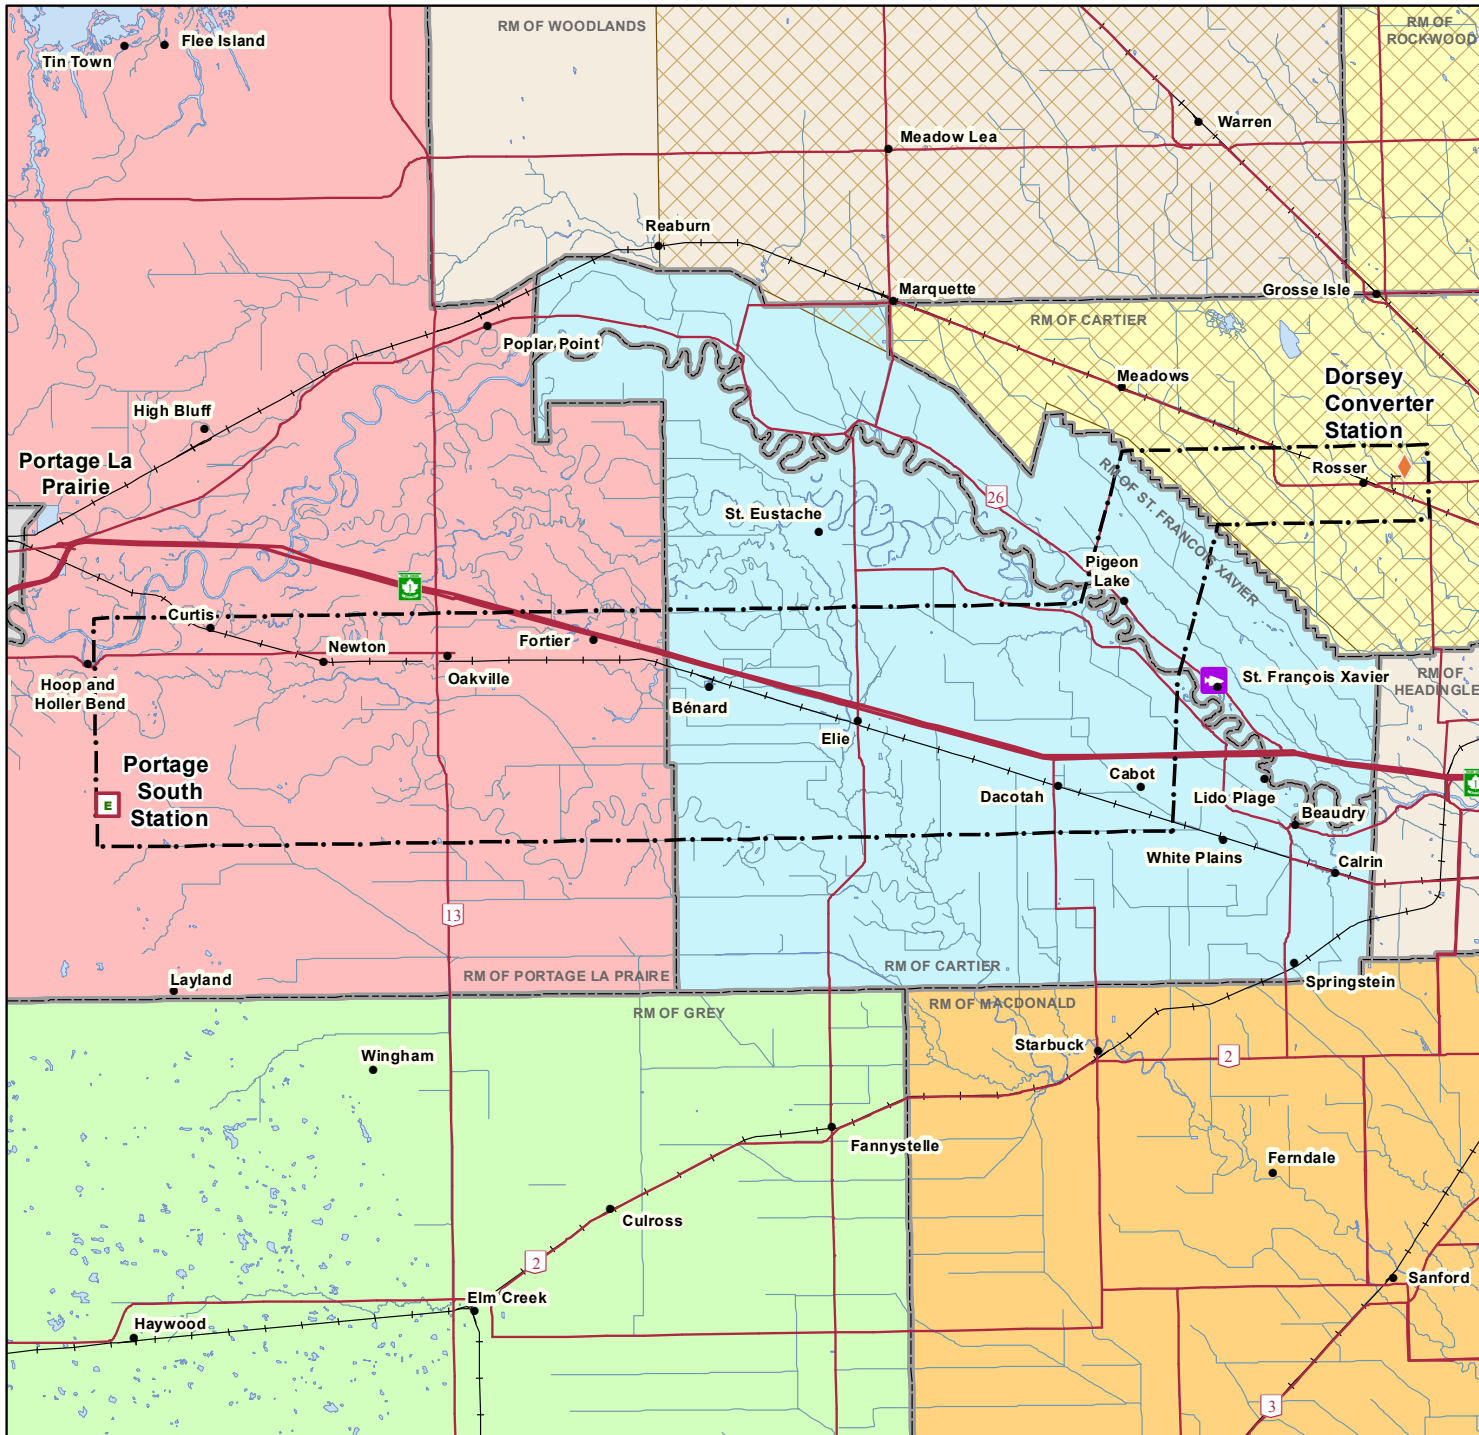 RM OF WOODLANDS
RM OF
ROCKWOOD
Flee Island
Tin Town
Warren
Meadow Lea
Reaburn
Marquette
Grosse Isle
RM OF CARTIER
Poplar Point
Meadows
Dorsey
Converter
Station
High Bluff
Portage La
Prairie
Rosser
RM OF ST. FRANCOIS XAVIER
26
St. Eustache
Pigeon
Lake
1
Curtis
Newton
Fortier
Oakville
Hoop and
Holler Bend
Bénard
St. François Xavier
RM OF
HEADINGLE
Elie
Portage
South
Station
E
Cabot
Dacotah
Lido Plage
1
Beaudry
White Plains
Calrin
13
RM OF PORTAGE LA PRAIRE
RM OF CARTIER
Layland
Springstein
RM OF GREY
RM OF MACDONALD
Starbuck
2
Wingham
Fannystelle
Ferndale
Culross
2
Sanford
Elm Creek
Haywood
3